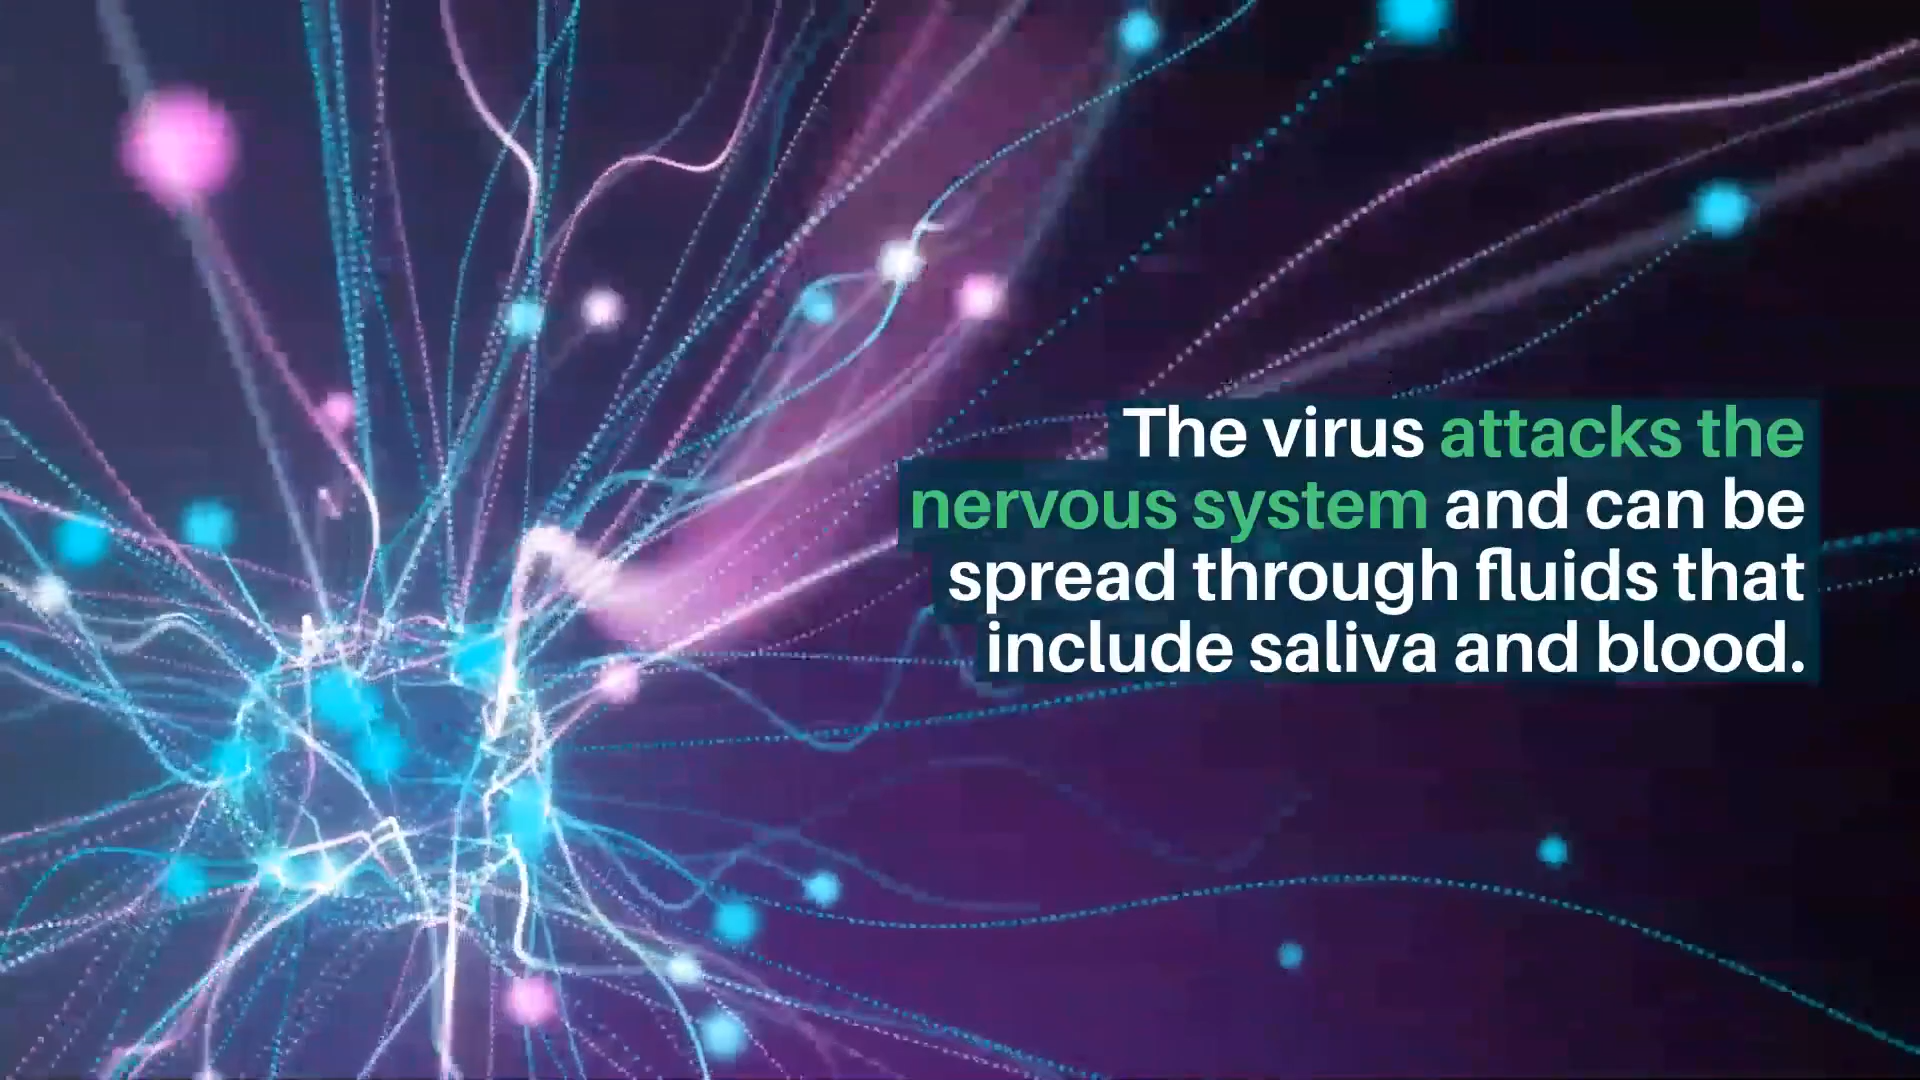 The virus attacks the
nervous system and can be
spread through fluids that
include saliva and blood.